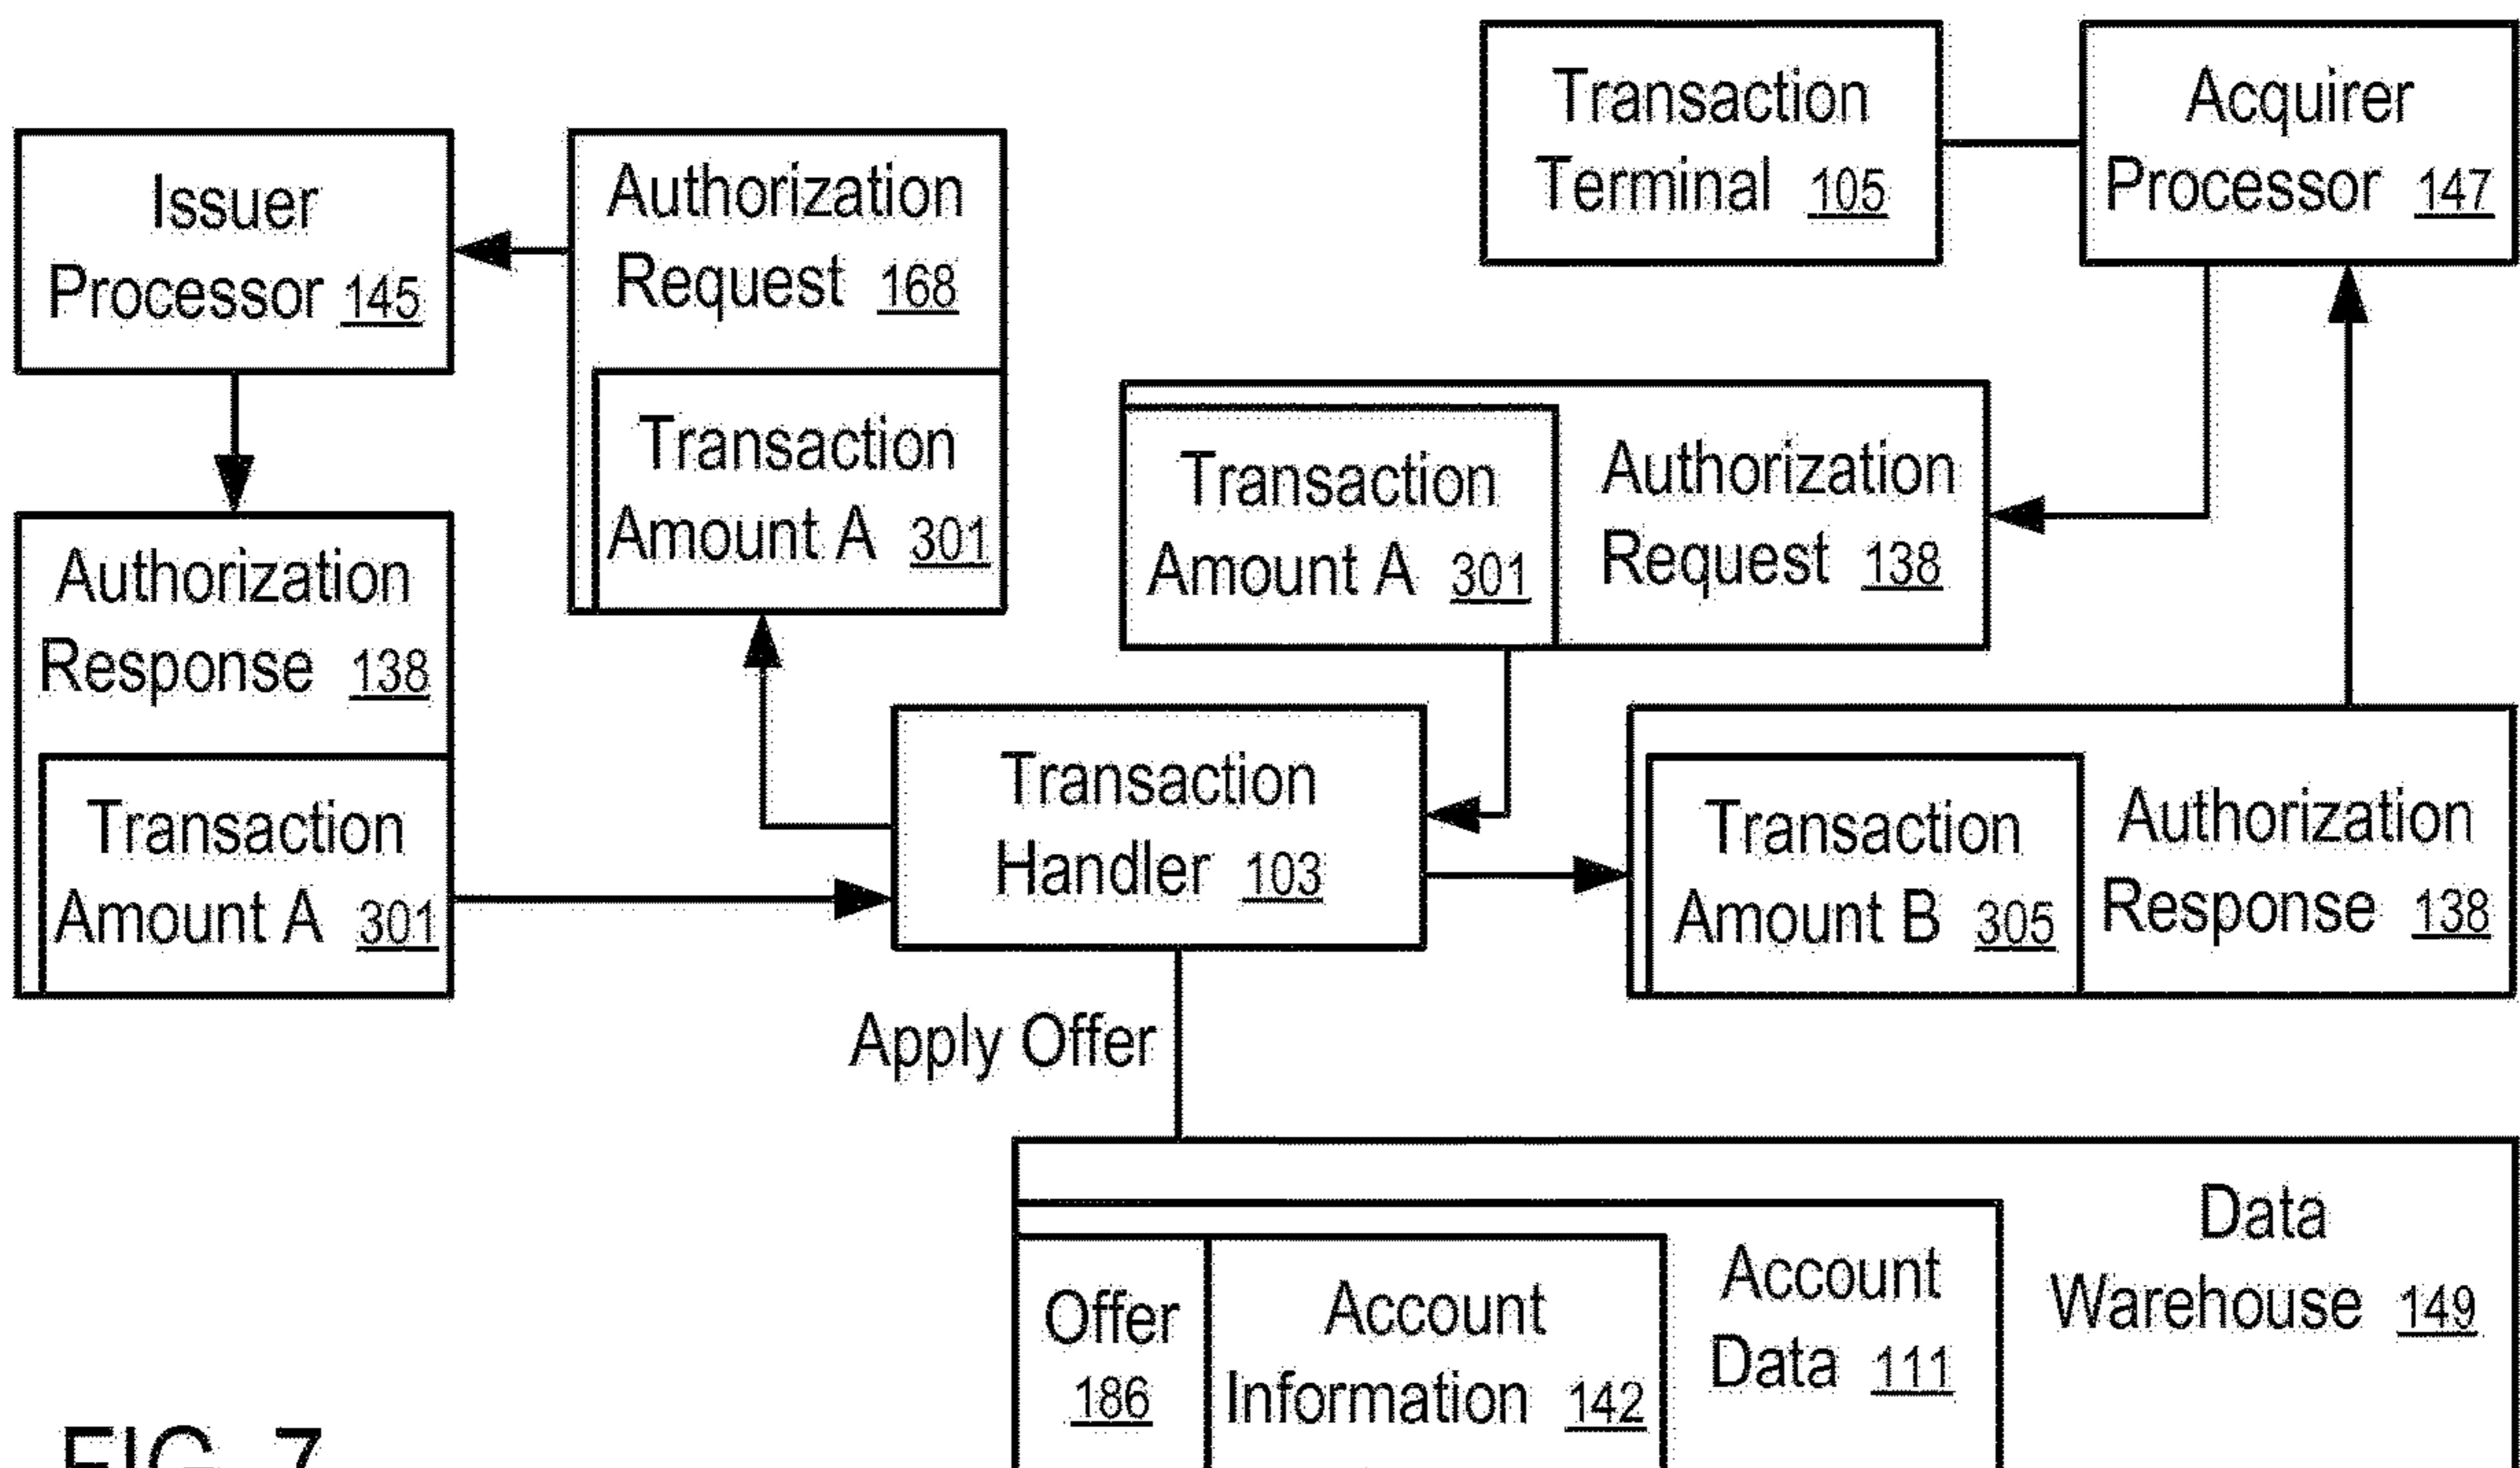 Transaction
Terminal 105
Acquirer
Processor 147
Issuer
Processor 145
Authorization
Request 168
Transaction
Amount A 301
Transaction
Amount A 301
Authorization
Request 138
Authorization
Response 138
Transaction
Amount A 301
Transaction
Handler 103
Transaction
Amount B 305
Authorization
Response 138
Apply Offer
Data
Warehouse 149
Account
Data 111
Offer
186
Account
Information 142
FIG. 7